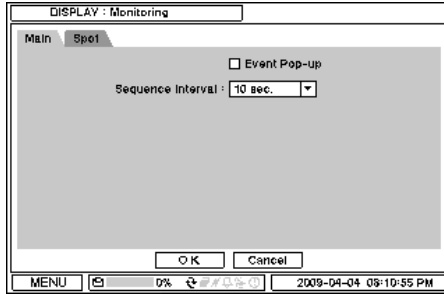 DISPLAY : Monitoring
Main Spot
Event Pop-up
Sequence Interval : 10 sec.
OK Cancel
MENU 0% 2009-04-04 03:10:55 PM